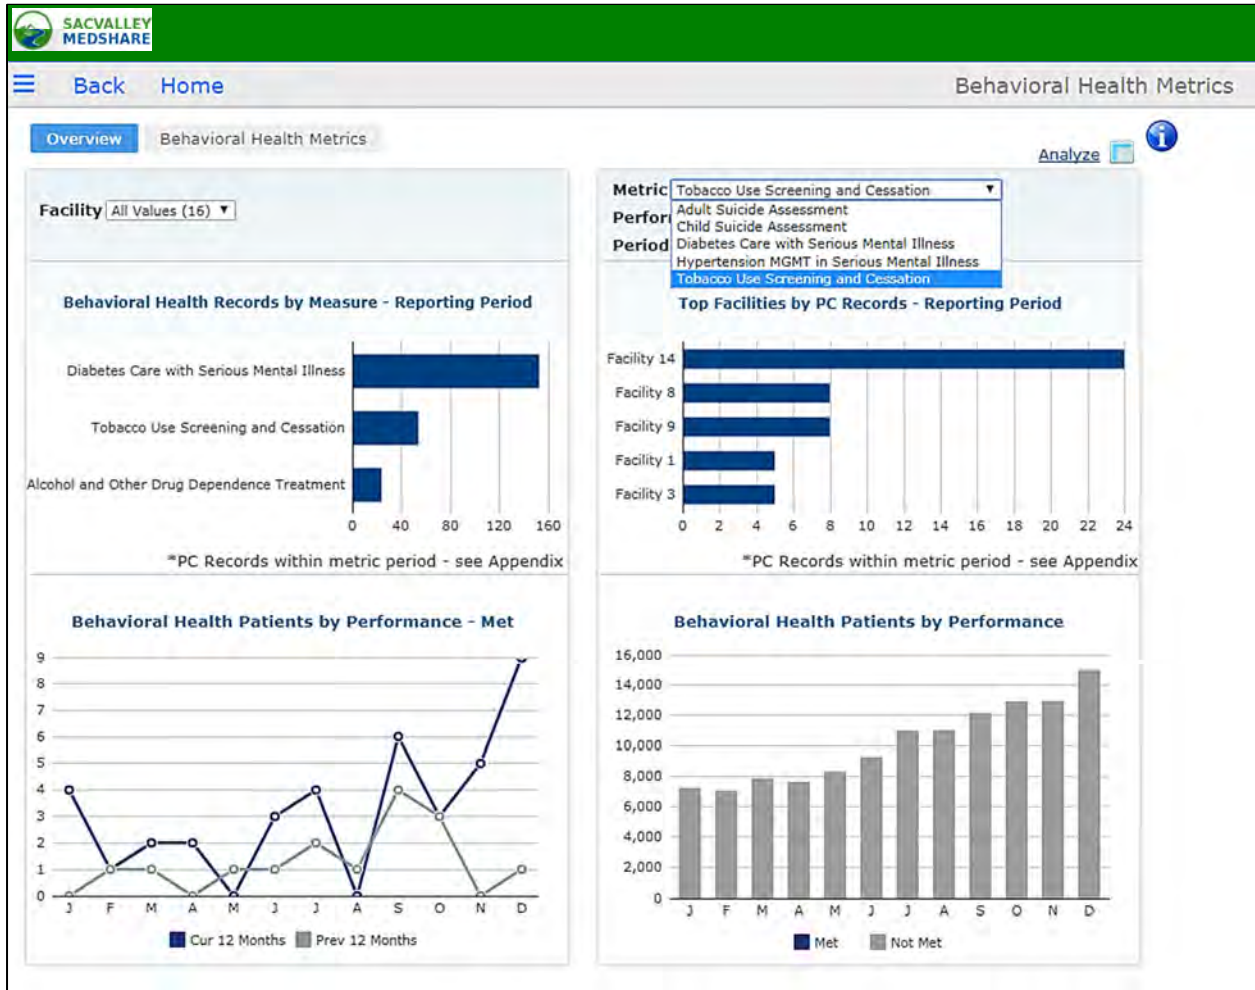 SACVALLEY
MEDSHARE
Back Home
Behavioral Health Metrics
Overview
Behavioral Health Metrics
Analyze
i
Facility All Values (16)
Behavioral Health Records by Measure - Reporting Period
Diabetes Care with Serious Mental Illness
Tobacco Use Screening and Cessation
Alcohol and Other Drug Dependence Treatment
0 40 80 120 160
*PC Records within metric period - see Appendix
Metric Tobacco Use Screening and Cessation
Perfor
Period
Adult Suicide Assessment
Child Suicide Assessment
Diabetes Care with Serious Mental Illness
Hypertension MGMT in Serious Mental Illness
Tobacco Use Screening and Cessation
Top Facilities by PC Records - Reporting Period
Facility 14
Facility 8
Facility 9
Facility 1
Facility 3
0 2 4 6 8 10 12 14 16 18 20 22 24
*PC Records within metric period - see Appendix
Behavioral Health Patients by Performance - Met
9
8
7
6
5
4
3
2
1
0
J F M A M J J A S O N D
Cur 12 Months Prev 12 Months
Behavioral Health Patients by Performance
16,000
14,000
12,000
10,000
8,000
6,000
4,000
2,000
0
J F M A M J J A S O N D
Met Not Met